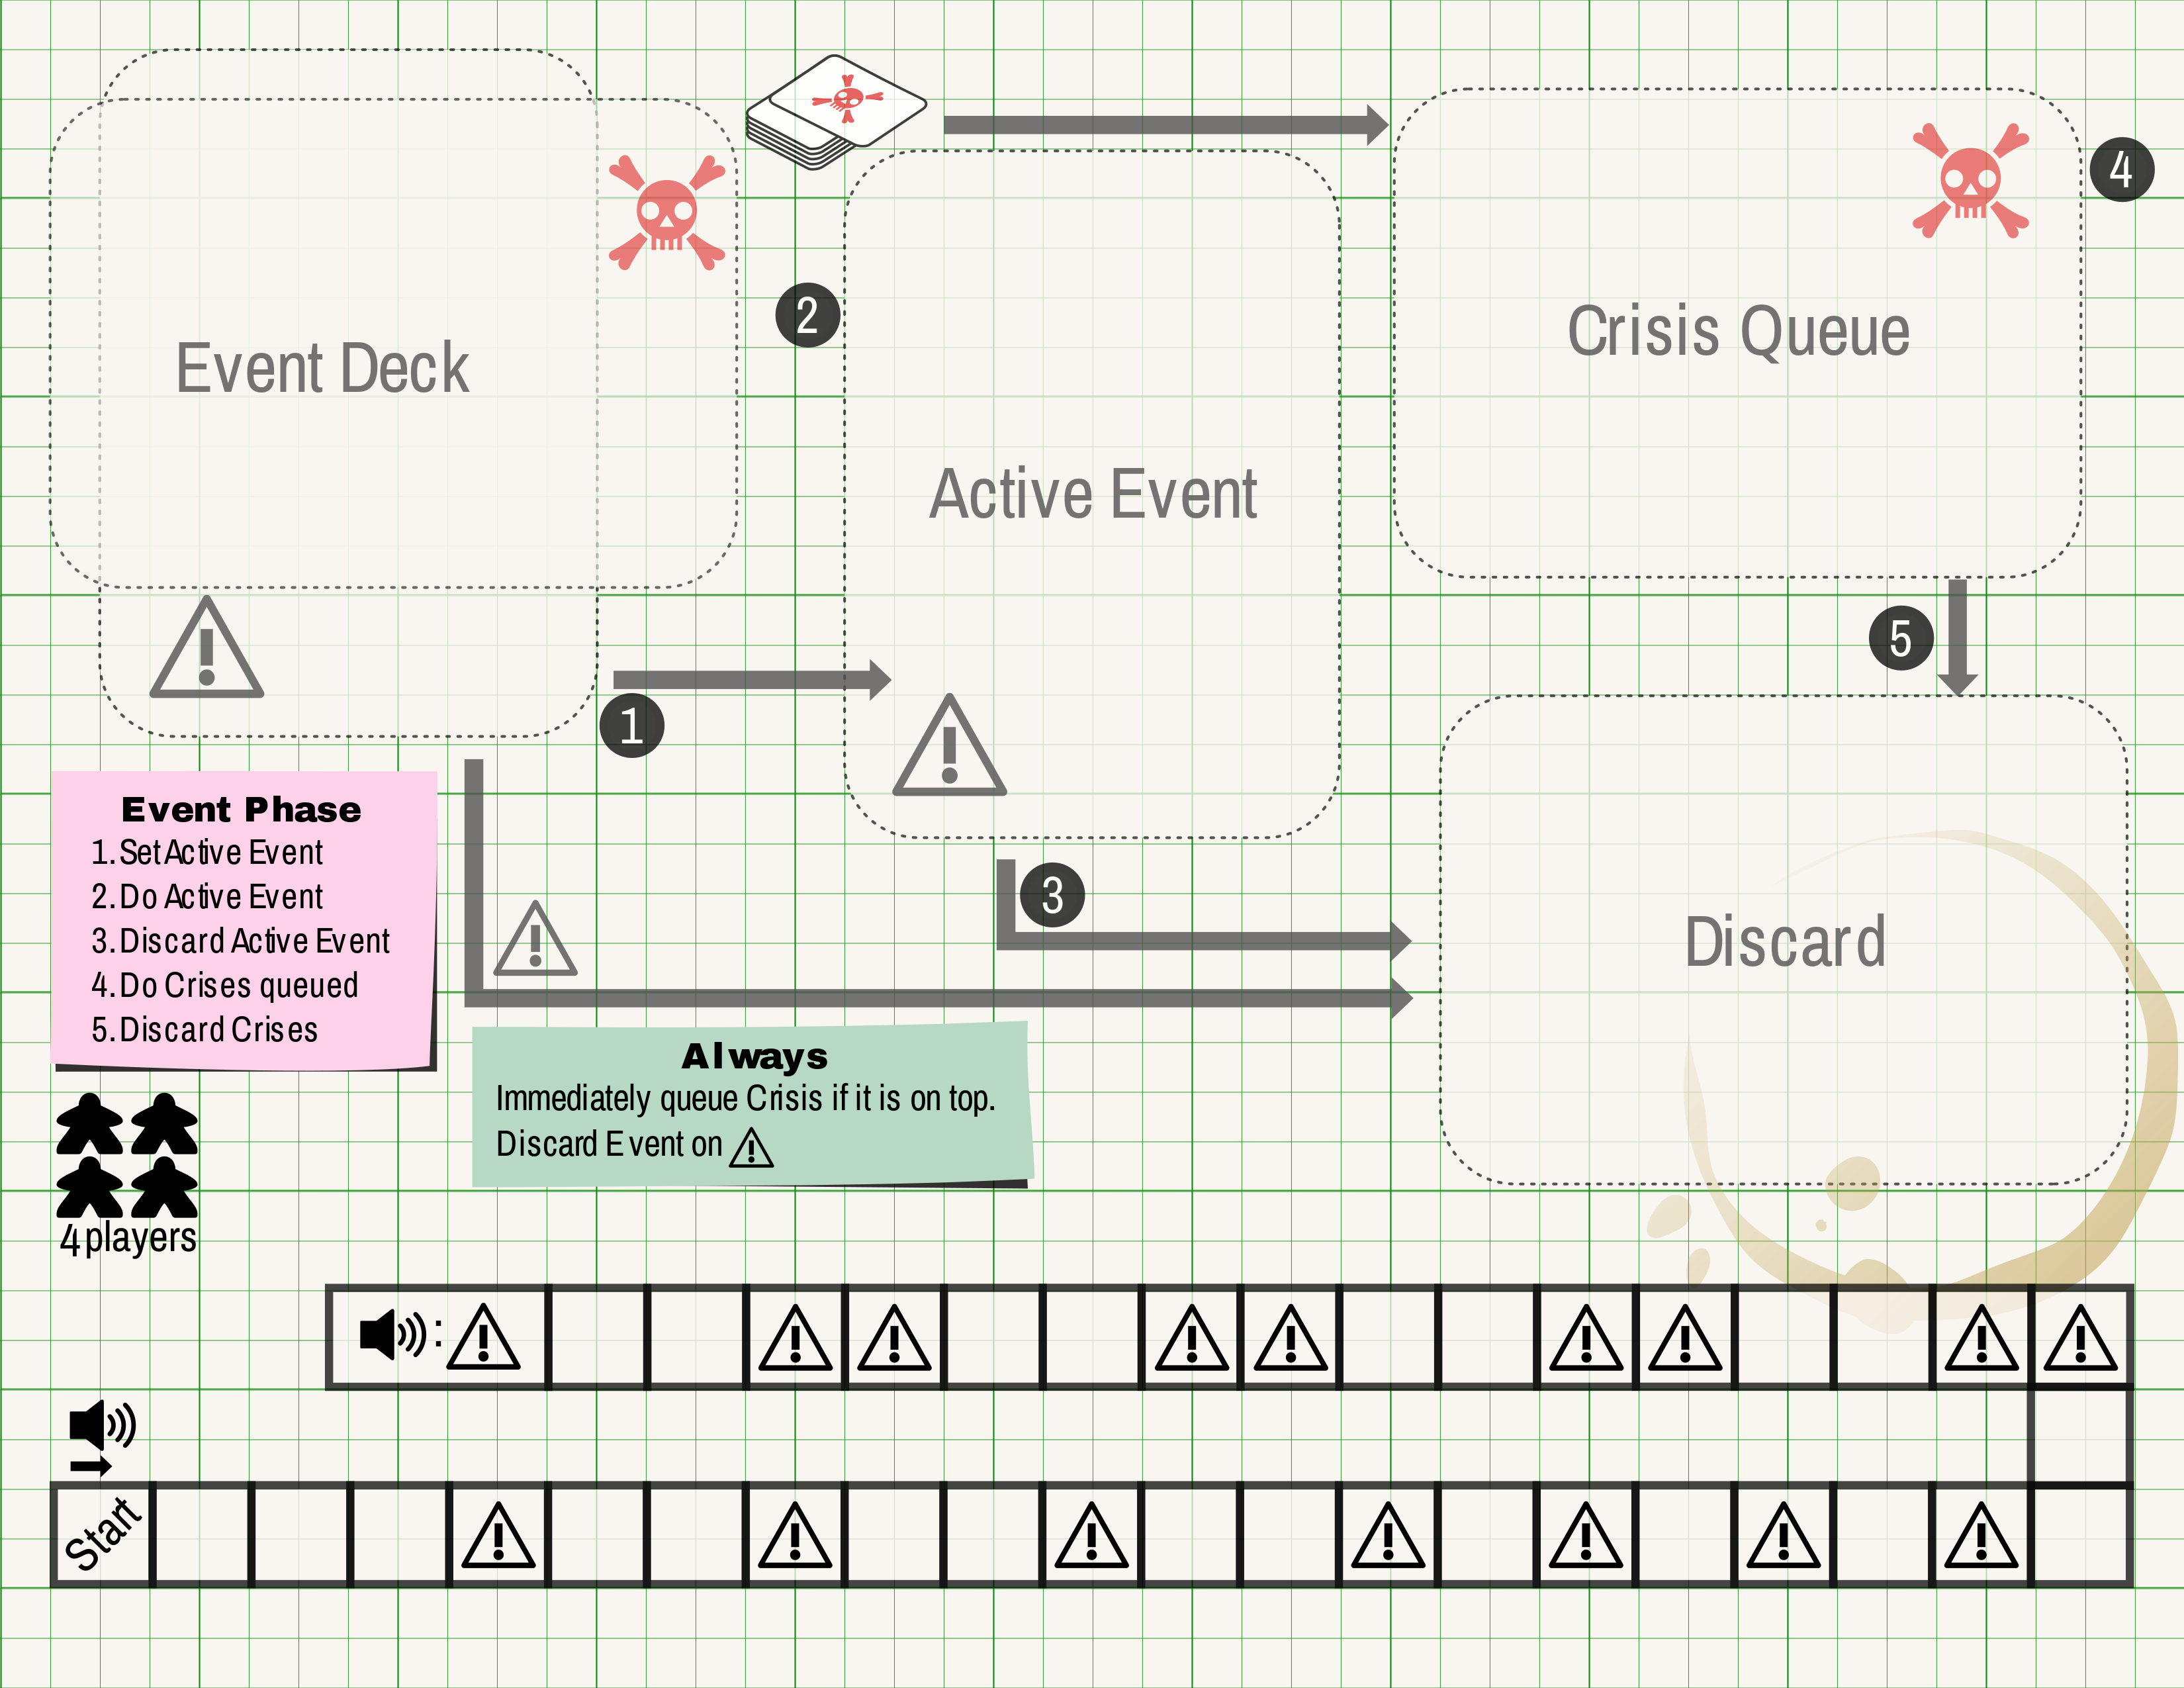 Event Deck
2
Active Event
Crisis Queue
4
1
5
3
Discard
Event Phase
1. Set Active Event
2. Do Active Event
3. Discard Active Event
4. Do Crises queued
5. Discard Crises
Always
Immediately queue Crisis if it is on top.
Discard Event on
4 players
:
Start